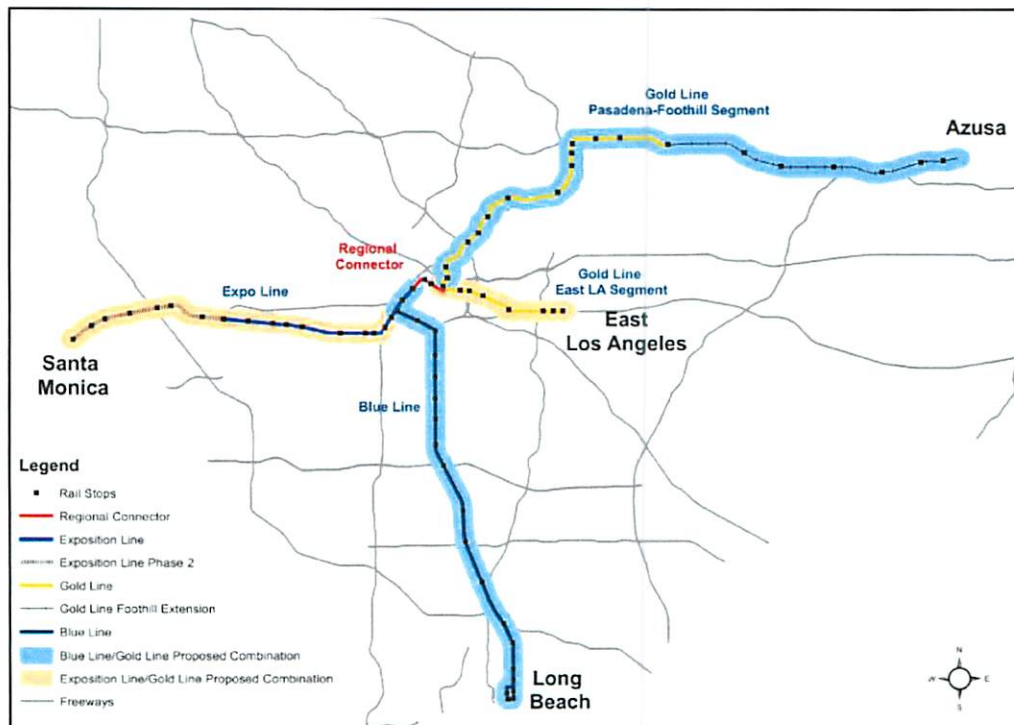 Gold Line
Pasadena-Foothill Segment
Azusa
Regional
Connector
Expo Line
Gold Line
East LA Segment
East
Los Angeles
Santa
Monica
Blue Line
Long
Beach
Legend
Rail Stops
Regional Connector
Exposition Line
Exposition Line Phase 2
Gold Line
Gold Line Foothill Extension
Blue Line
Blue Line/Gold Line Proposed Combination
Exposition Line/Gold Line Proposed Combination
Freeways
N
W E
S